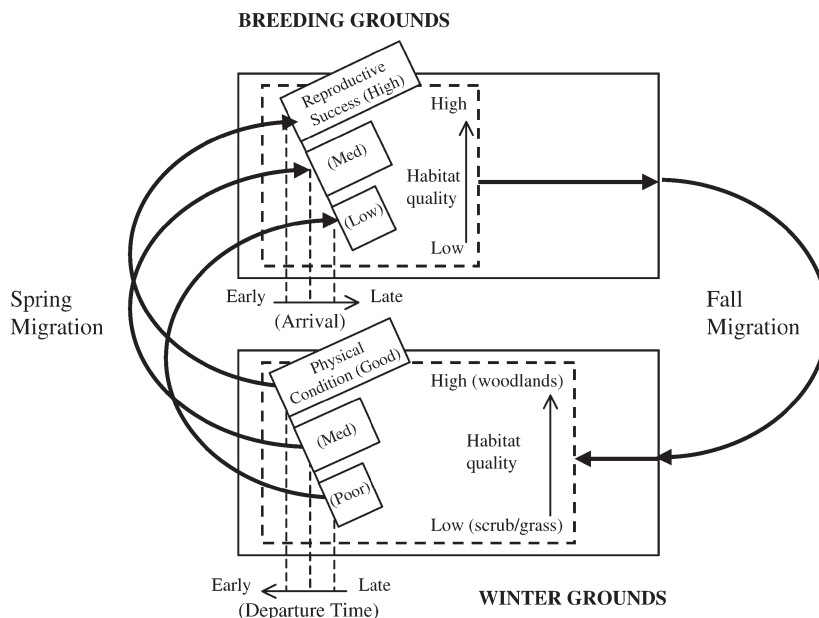 BREEDING GROUNDS
Reproductive
Success (High)
(Med)
(Low)
High
Habitat
quality
Low
Early
Late
(Arrival)
Spring
Migration
Fall
Migration
Physical
Condition (Good)
(Med)
(Poor)
High (woodlands)
Habitat
quality
Low (scrub/grass)
Early
Late
(Departure Time)
WINTER GROUNDS